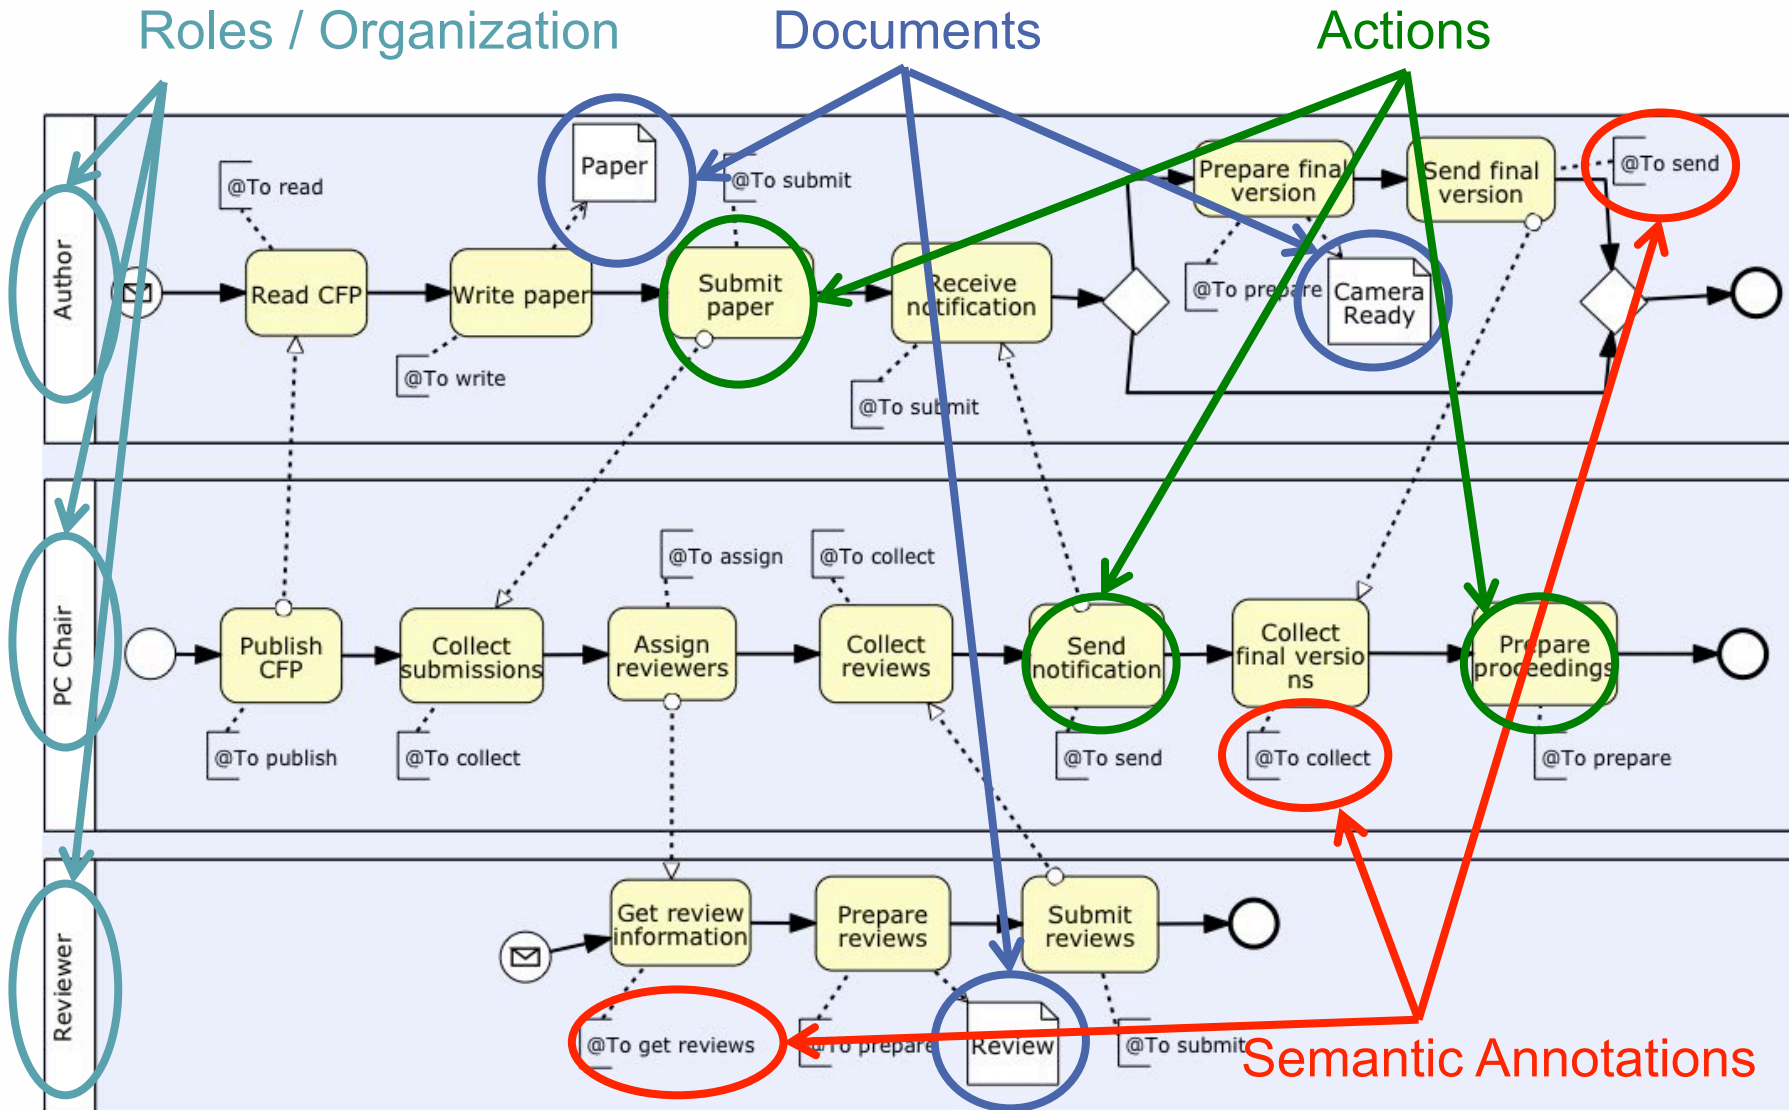 Roles / Organization
Documents
Actions
Author
@To read
Paper
@To submit
Prepare final
version
Send final
version
@To send
Read CFP
Write paper
Submit
paper
Receive
notification
@To prepare
Camera
Ready
@To write
@To submit
PC Chair
@To assign
@To collect
Publish
CFP
Collect
submissions
Assign
reviewers
Collect
reviews
Send
notification
Collect
final versio
ns
Prepare
proceedings
@To publish
@To collect
@To send
@To collect
@To prepare
Reviewer
Get review
information
Prepare
reviews
Submit
reviews
@To get reviews
@To prepare
Review
@To submit
Semantic Annotations